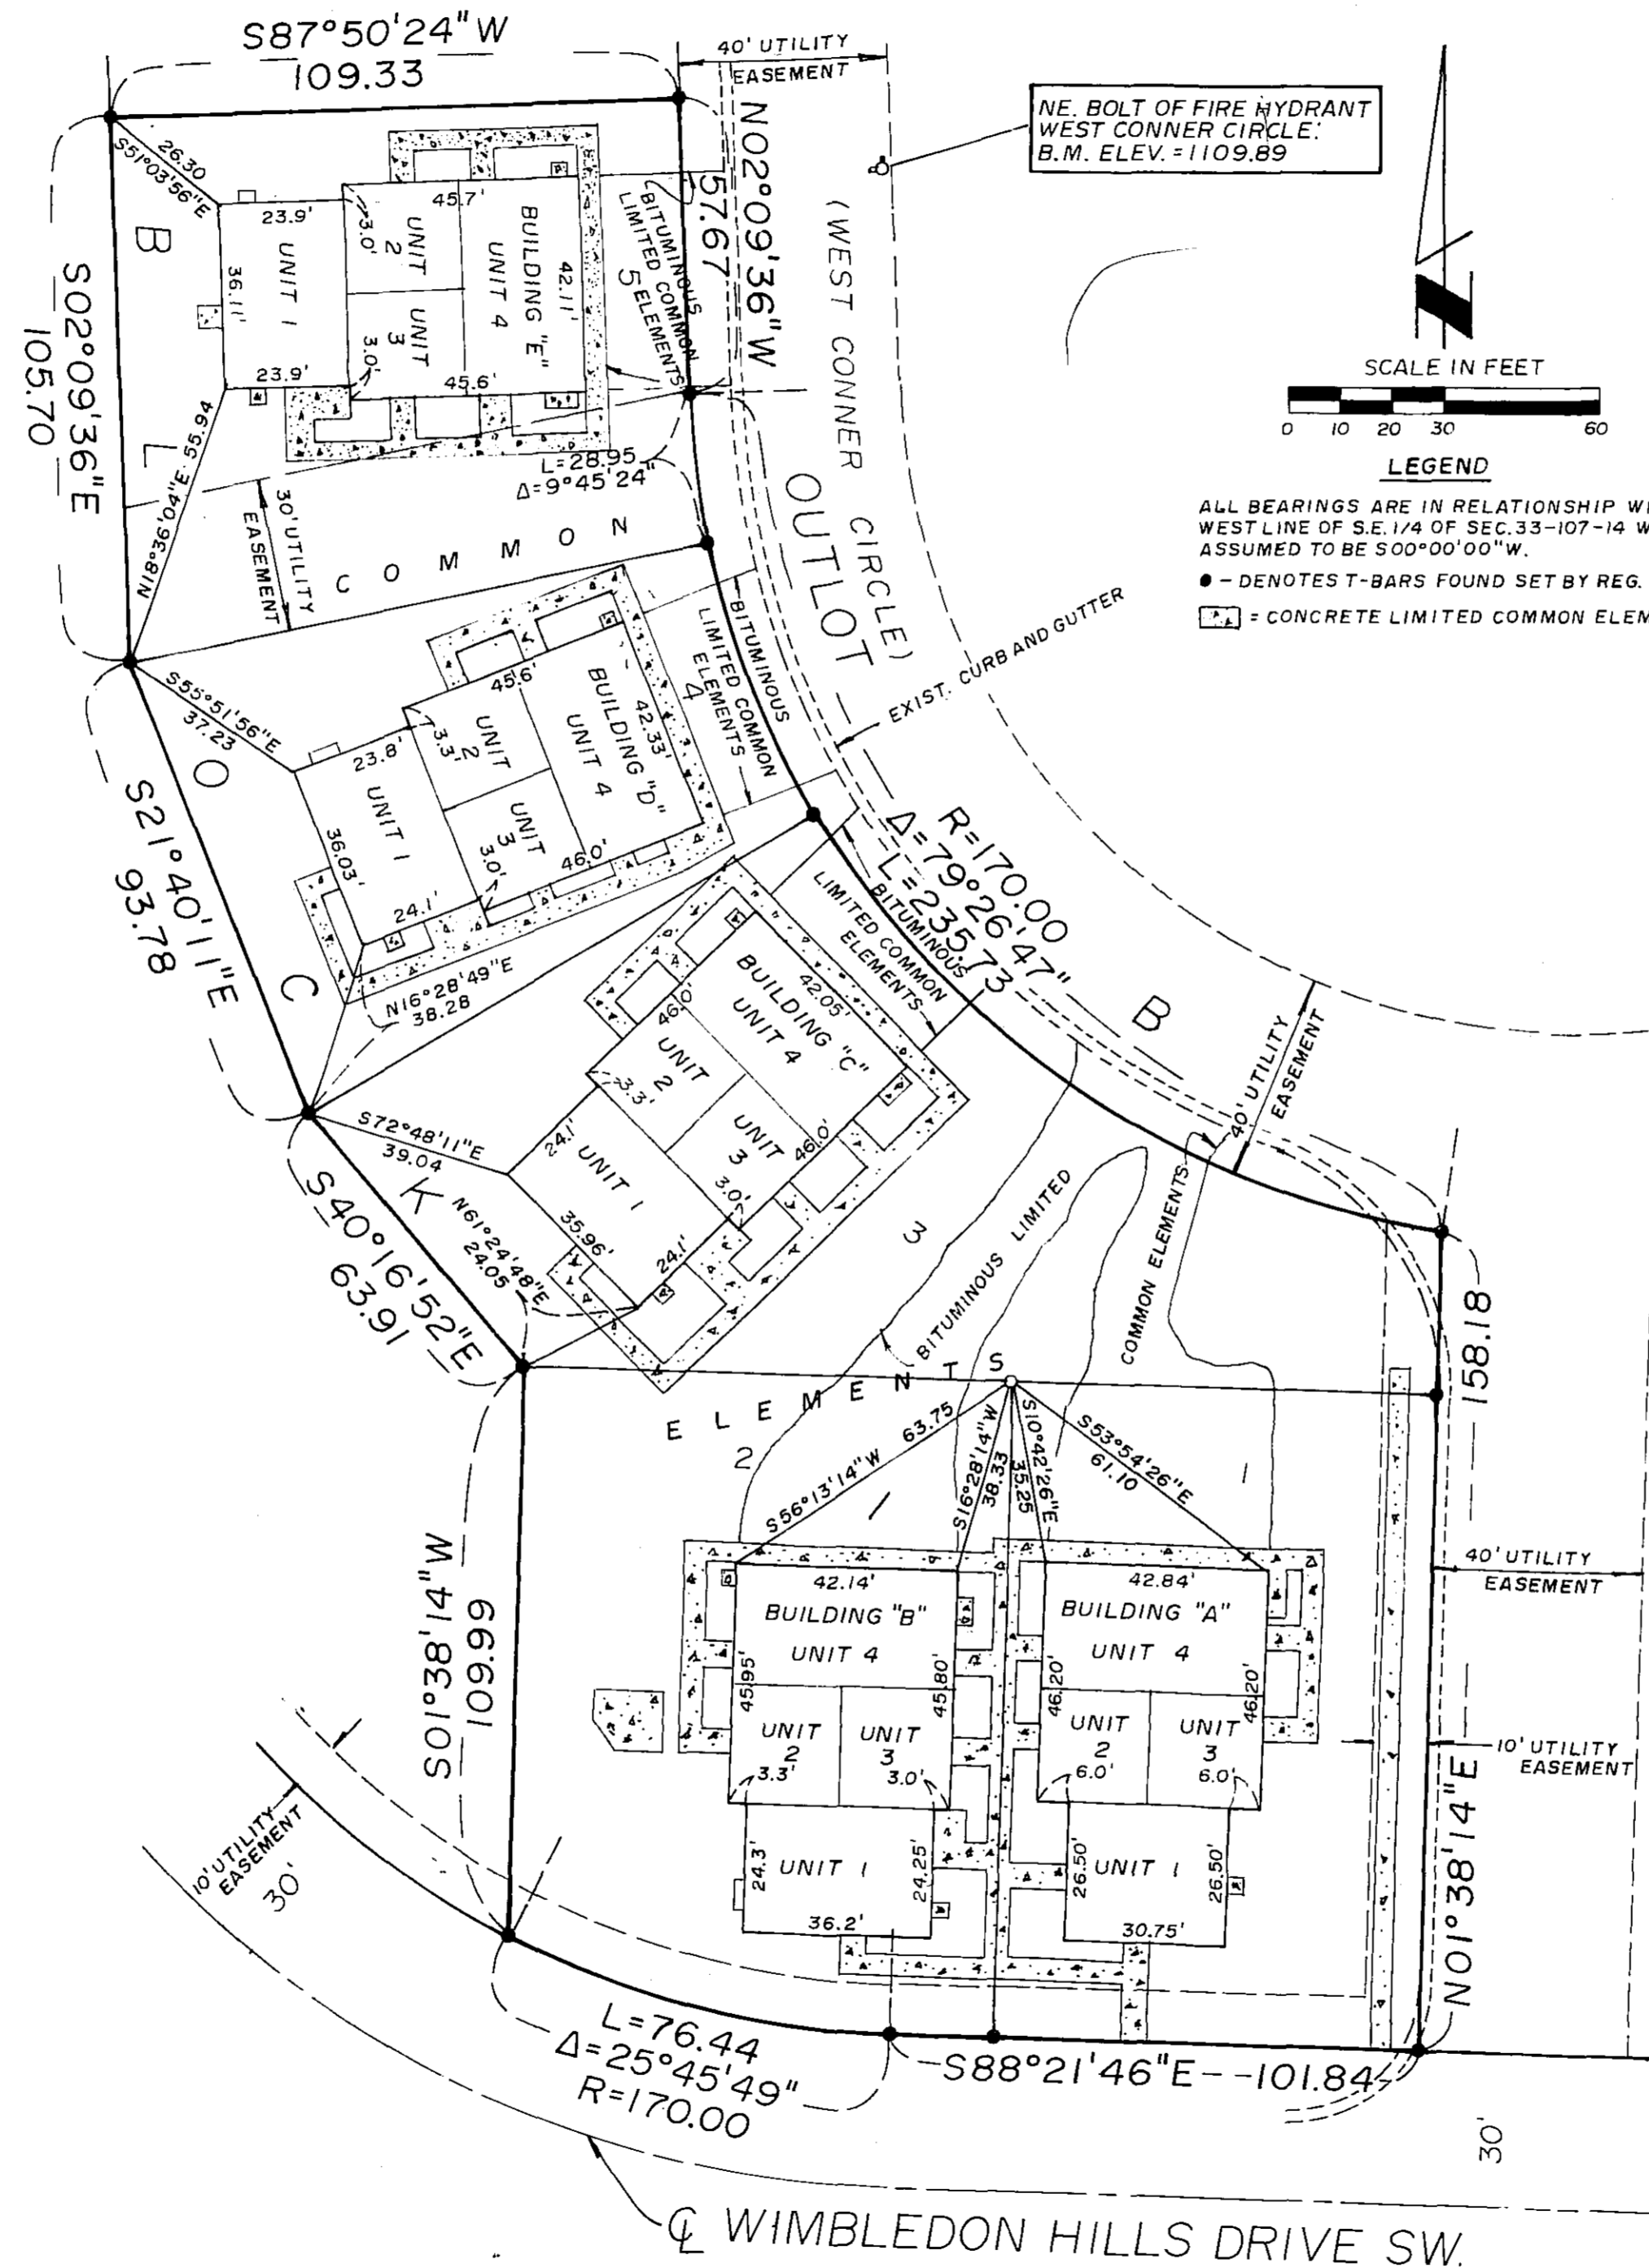 S87°50'24"W
109.33
40' UTILITY
EASEMENT
NE. BOLT OF FIRE HYDRANT
WEST CONNER CIRCLE:
B.M. ELEV. = 1109.89
N02°09'36"W
57.67
(WEST CONNER CIRCLE)
OUTLOT
B
SCALE IN FEET
0 10 20 30 60
LEGEND
ALL BEARINGS ARE IN RELATIONSHIP WI
WEST LINE OF S.E. 1/4 OF SEC.33-107-14 W
ASSUMED TO BE S00°00'00"W.
● - DENOTES T-BARS FOUND SET BY REG.
= CONCRETE LIMITED COMMON ELEM
26.30
S51°03'56"E
S02°09'36"E
105.70
B L O C K
1
23.9'
36.11'
UNIT 1
23.9'
3.0'
45.7'
UNIT
2
UNIT
3
3.0'
45.6'
BUILDING "E"
UNIT 4
42.11'
BITUMINOUS
LIMITED COMMON
ELEMENTS
5
N18°36'04"E 55.94
L=28.95
Δ=9°45'24"
30' UTILITY
EASEMENT
COMMON
S55°51'56"E
37.23
S21°40'11"E
93.78
23.8'
36.03'
UNIT 1
24.1'
45.6'
3.3'
UNIT
2
UNIT
3
3.0'
46.0'
BUILDING "D"
UNIT 4
42.33'
4
BITUMINOUS
LIMITED COMMON
ELEMENTS
EXIST. CURB AND GUTTER
R=170.00
Δ=79°26'47"
L=235.73
N16°28'49"E
38.28
BITUMINOUS
LIMITED COMMON
ELEMENTS
BUILDING "C"
UNIT 4
42.05'
46.0'
UNIT
2
3.3'
UNIT
3
3.0'
46.0'
24.1'
UNIT 1
35.96'
24.1'
3
S72°48'11"E
39.04
N61°24'48"E
24.05
S40°16'52"E
63.91
40' UTILITY
EASEMENT
BITUMINOUS LIMITED
COMMON ELEMENTS
158.18
ELEMENTS
2
1
S56°13'14"W 63.75
S16°28'14"W
38.33
S10°42'26"E
35.25
S53°54'26"E
61.10
S01°38'14"W
109.99
42.14'
BUILDING "B"
UNIT 4
45.95'
45.80'
UNIT
2
3.3'
UNIT
3
3.0'
24.3'
UNIT 1
24.25'
36.2'
42.84'
BUILDING "A"
UNIT 4
46.20'
46.20'
UNIT
2
6.0'
UNIT
3
6.0'
26.50'
UNIT 1
26.50'
30.75'
40' UTILITY
EASEMENT
10' UTILITY
EASEMENT
N01°38'14"E
10' UTILITY
EASEMENT
30'
L=76.44
Δ=25°45'49"
R=170.00
S88°21'46"E--101.84
30'
℄ WIMBLEDON HILLS DRIVE SW.